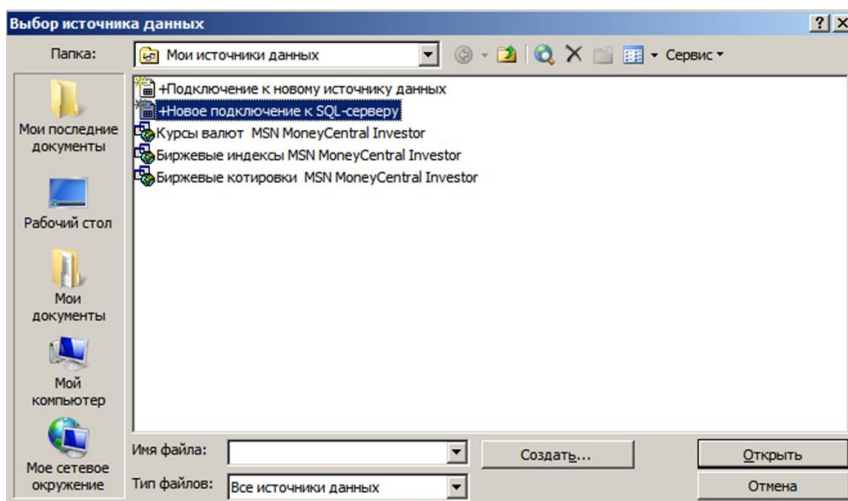 Выбор источника данных
Папка:
Мои источники данных
Сервис
+Подключение к новому источнику данных
+Новое подключение к SQL-серверу
Курсы валют MSN MoneyCentral Investor
Биржевые индексы MSN MoneyCentral Investor
Биржевые котировки MSN MoneyCentral Investor
Мои последние
документы
Рабочий стол
Мои
документы
Мой
компьютер
Мое сетевое
окружение
Имя файла:
Создать...
Открыть
Тип файлов:
Все источники данных
Отмена